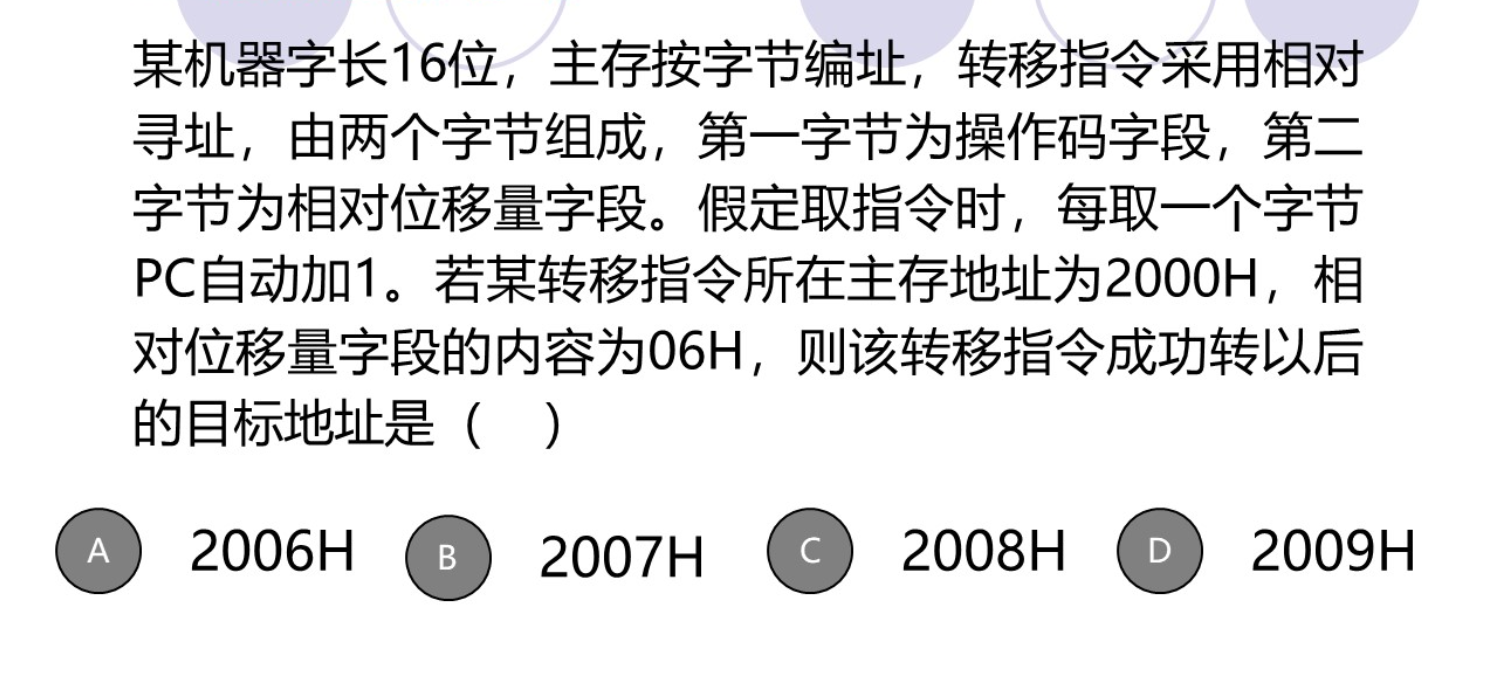 某机器字长16位，主存按字节编址，转移指令采用相对
寻址，由两个字节组成，第一字节为操作码字段，第二
字节为相对位移量字段。假定取指令时，每取一个字节
PC自动加1。若某转移指令所在主存地址为2000H，相
对位移量字段的内容为06H，则该转移指令成功转以后
的目标地址是（　）
A 2006H B 2007H C 2008H D 2009H